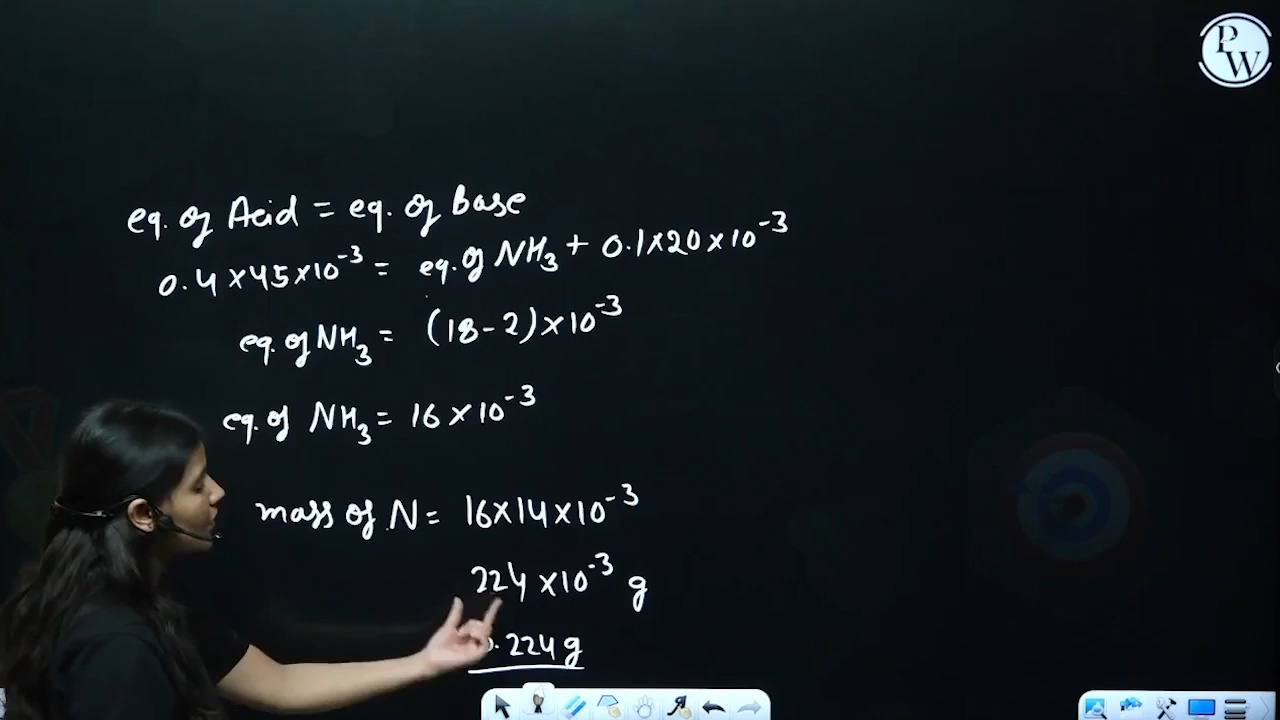 PW
eq. of Acid = eq. of Base
0.4×45×10⁻³ = eq. of NH₃ + 0.1×20×10⁻³
eq. of NH₃ = (18-2)×10⁻³
eq. of NH₃ = 16×10⁻³
mass of N = 16×14×10⁻³
224×10⁻³ g
0.224 g